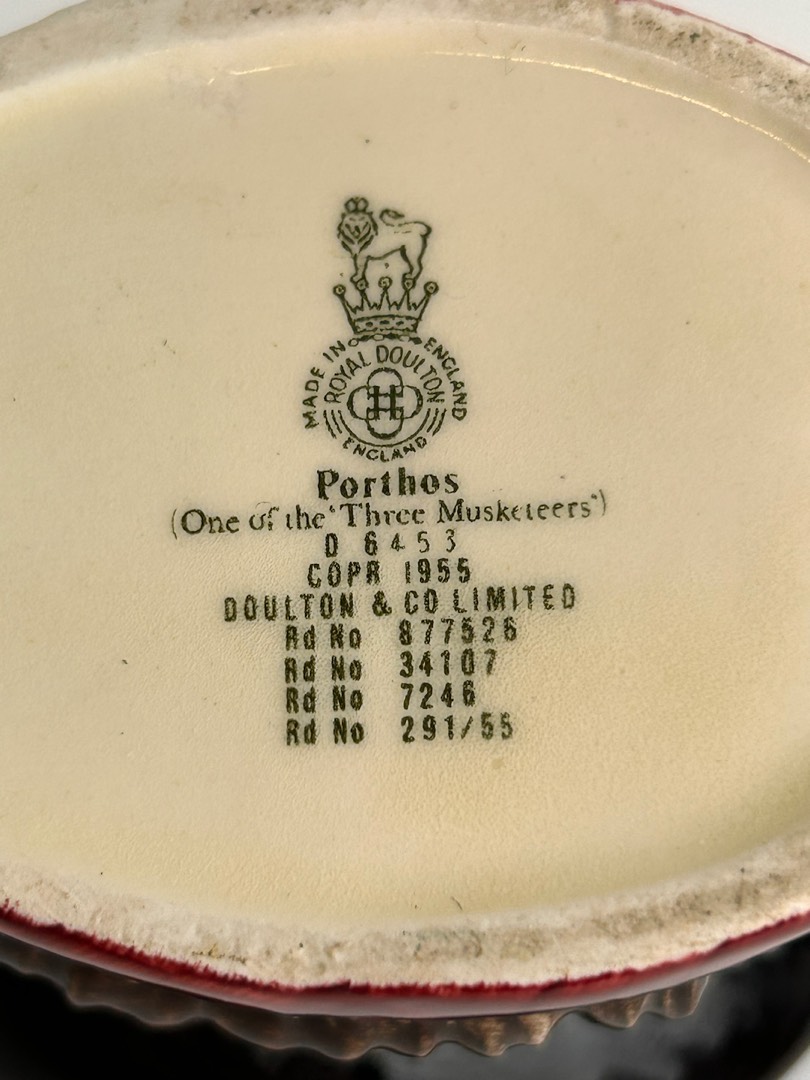 MADE IN ENGLAND
ROYAL DOULTON
ENGLAND
Porthos
(One of the 'Three Musketeers')
D 6453
COPR 1955
DOULTON & CO LIMITED
Rd No 877526
Rd No 34107
Rd No 7246
Rd No 291/55